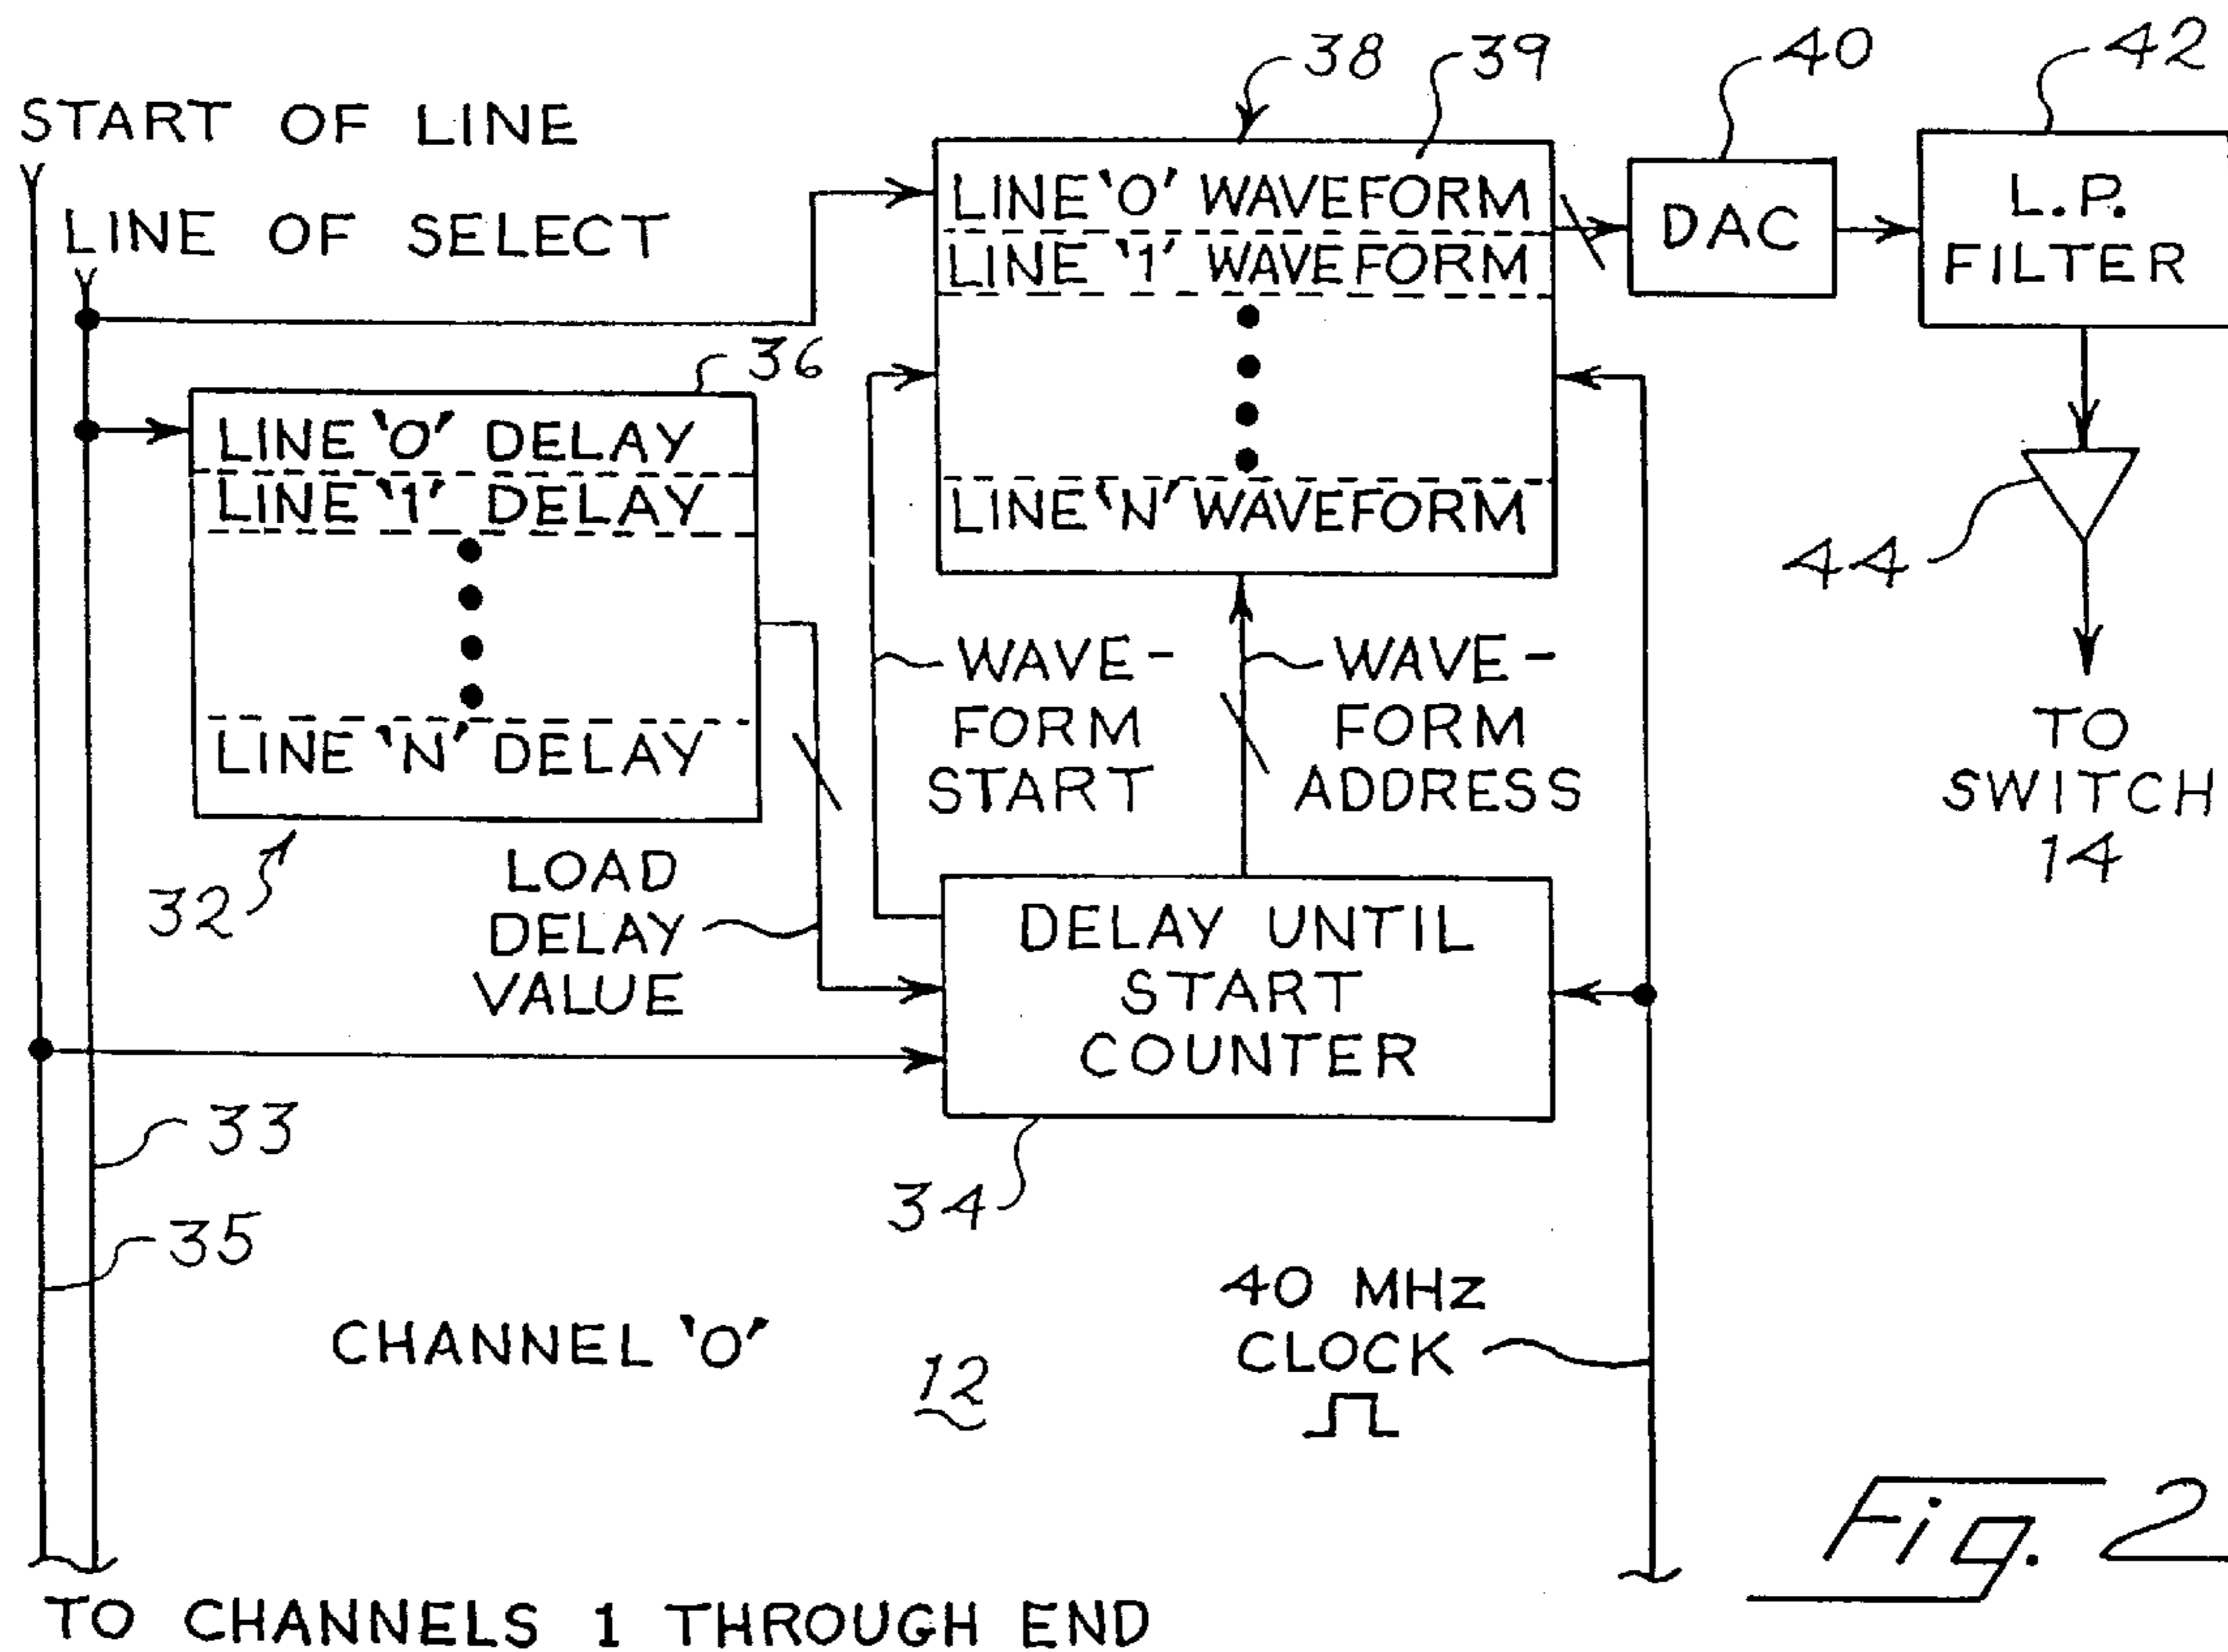 38
39
40
42
START OF LINE
LINE OF SELECT
LINE '0' WAVEFORM
LINE '1' WAVEFORM
LINE 'N' WAVEFORM
DAC
L.P.
FILTER
36
LINE '0' DELAY
LINE '1' DELAY
LINE 'N' DELAY
44
WAVE-
FORM
START
WAVE-
FORM
ADDRESS
TO
SWITCH
14
32
LOAD
DELAY
VALUE
DELAY UNTIL
START
COUNTER
33
34
35
40 MHz
CLOCK
CHANNEL '0'
12
Fig. 2
TO CHANNELS 1 THROUGH END